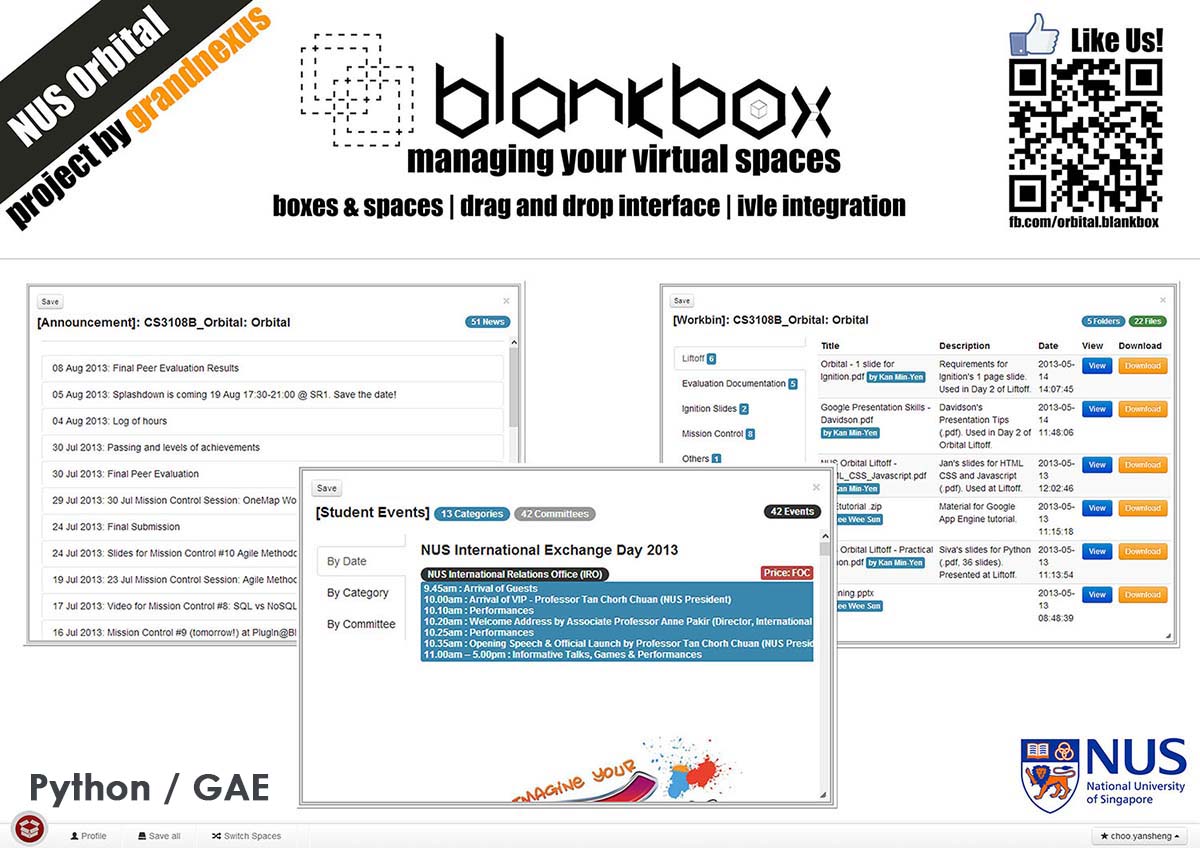 NUS Orbital
project by grandnexus
blankbox
managing your virtual spaces
boxes & spaces | drag and drop interface | ivle integration
Like Us!
fb.com/orbital.blankbox
Save
×
[Announcement]: CS3108B_Orbital: Orbital
51 News
08 Aug 2013: Final Peer Evaluation Results
05 Aug 2013: Splashdown is coming 19 Aug 17:30-21:00 @ SR1. Save the date!
04 Aug 2013: Log of hours
30 Jul 2013: Passing and levels of achievements
30 Jul 2013: Final Peer Evaluation
29 Jul 2013: 30 Jul Mission Control Session: OneMap Wo
24 Jul 2013: Final Submission
24 Jul 2013: Slides for Mission Control #10 Agile Methodo
19 Jul 2013: 23 Jul Mission Control Session: Agile Methoc
17 Jul 2013: Video for Mission Control #8: SQL vs NoSQL
16 Jul 2013: Mission Control #9 (tomorrow!) at PlugIn@Bl
Save
×
[Workbin]: CS3108B_Orbital: Orbital
5 Folders 22 Files
Liftoff 6
Evaluation Documentation 5
Ignition Slides 2
Mission Control 8
Others 1
Title Description Date View Download
Orbital - 1 slide for Requirements for 2013-05- View Download
Ignition.pdf by Kan Min-Yen Ignition's 1 page slide. 14
Used in Day 2 of Liftoff. 14:07:45
Google Presentation Skills - Davidson's 2013-05- View Download
Davidson.pdf Presentation Tips 14
by Kan Min-Yen (.pdf). Used in Day 2 of 11:48:06
Orbital Liftoff.
NUS Orbital Liftoff - Jan's slides for HTML 2013-05- View Download
ML_CSS_Javascript.pdf CSS and Javascript 13
Kan Min-Yen (.pdf). Used at Liftoff. 12:02:46
Etutorial .zip Material for Google 2013-05- View Download
ee Wee Sun App Engine tutorial. 13
11:15:18
Orbital Liftoff - Practical Siva's slides for Python 2013-05- View Download
on.pdf by Kan Min-Yen (.pdf, 36 slides). 13
Presented at Liftoff. 11:13:54
ning.pptx 2013-05- View Download
ee Wee Sun 13
08:48:39
Save
×
[Student Events] 13 Categories 42 Committees 42 Events
By Date
By Category
By Committee
NUS International Exchange Day 2013
NUS International Relations Office (IRO) Price: FOC
9.45am : Arrival of Guests
10.00am : Arrival of VIP - Professor Tan Chorh Chuan (NUS President)
10.10am : Performances
10.20am : Welcome Address by Associate Professor Anne Pakir (Director, International
10.25am : Performances
10.35am : Opening Speech & Official Launch by Professor Tan Chorh Chuan (NUS Presid
11.00am – 5.00pm : Informative Talks, Games & Performances
IMAGINE YOUR
Python / GAE
NUS
National University
of Singapore
Profile Save all Switch Spaces
choo.yansheng